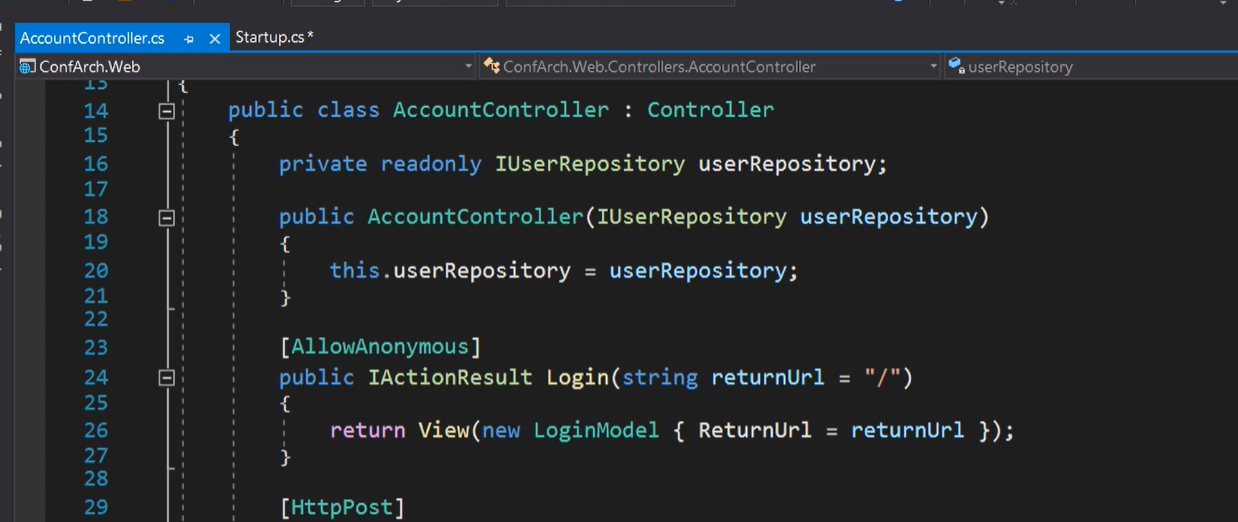 AccountController.cs Startup.cs*
ConfArch.Web ConfArch.Web.Controllers.AccountController userRepository
13 {
14 public class AccountController : Controller
15 {
16 private readonly IUserRepository userRepository;
17
18 public AccountController(IUserRepository userRepository)
19 {
20 this.userRepository = userRepository;
21 }
22
23 [AllowAnonymous]
24 public IActionResult Login(string returnUrl = "/")
25 {
26 return View(new LoginModel { ReturnUrl = returnUrl });
27 }
28
29 [HttpPost]